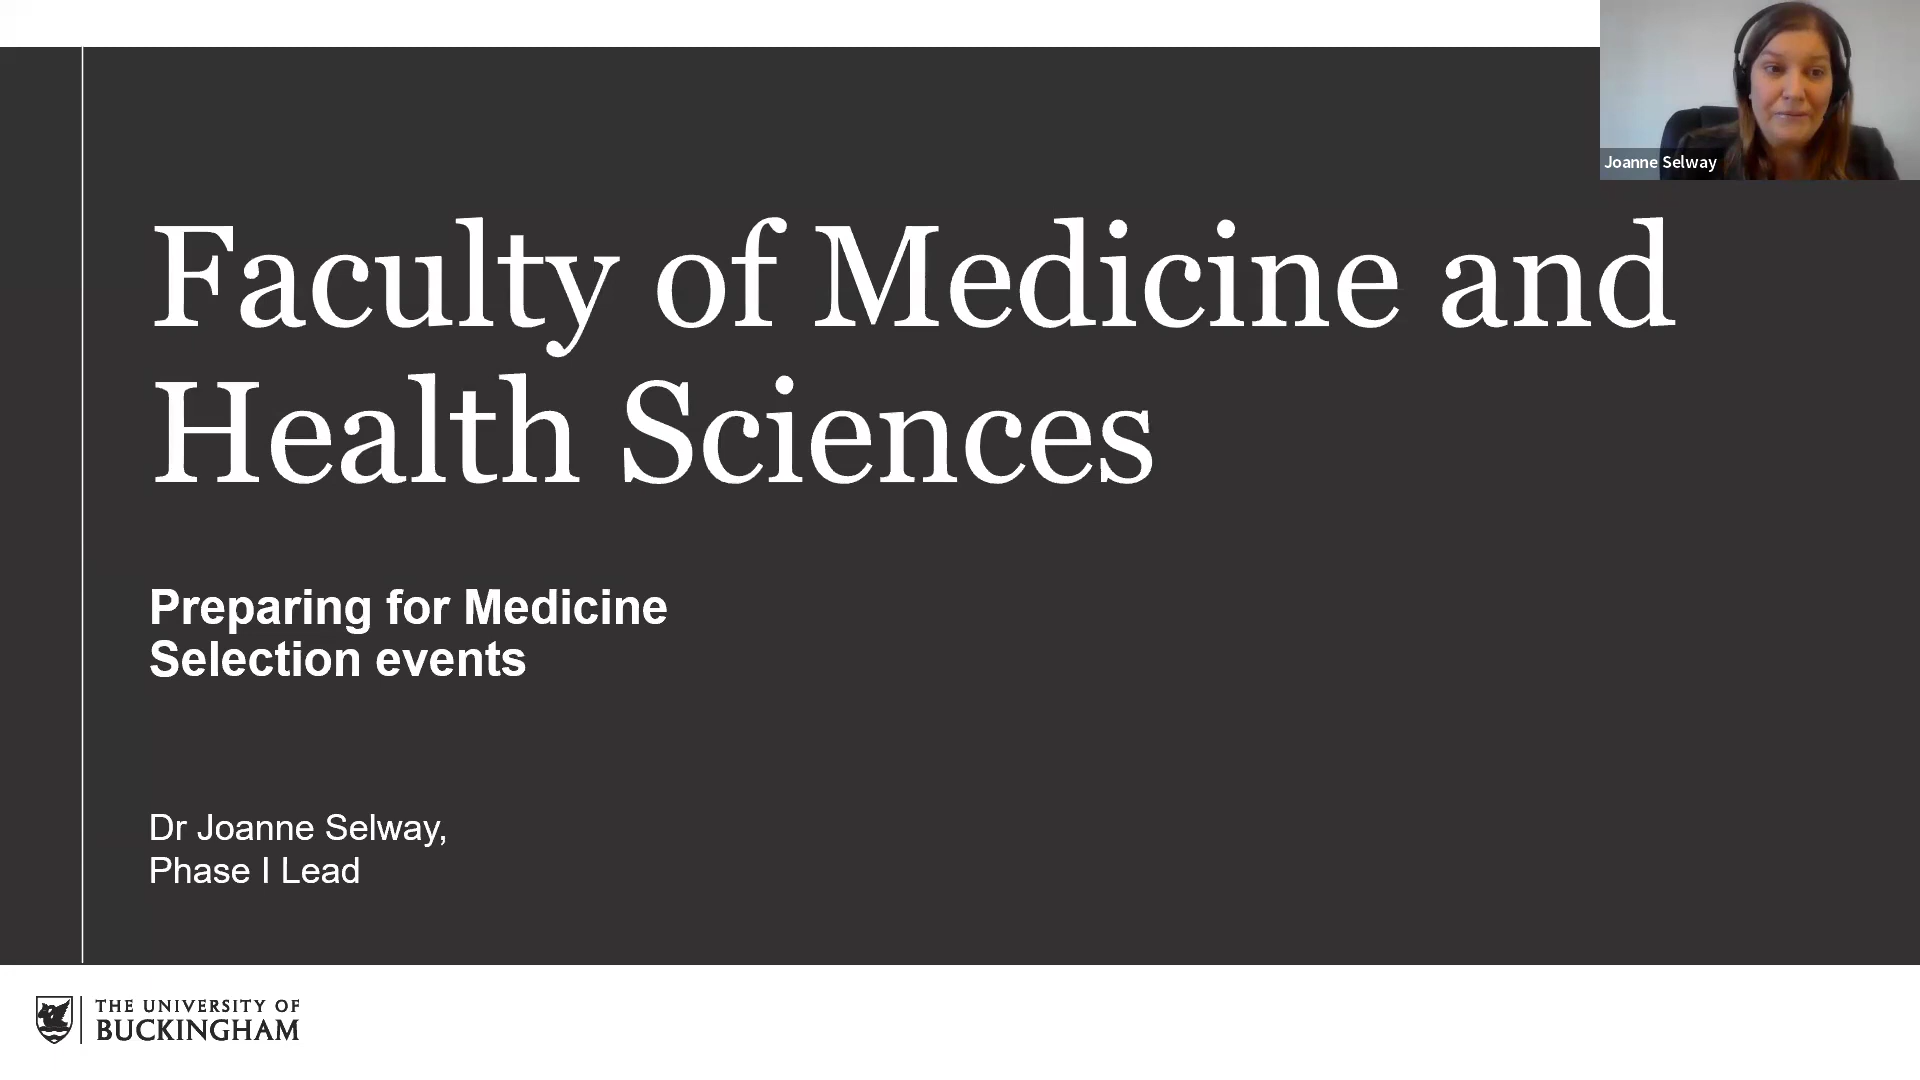 Joanne Selway
Faculty of Medicine and
Health Sciences
Preparing for Medicine
Selection events
Dr Joanne Selway,
Phase I Lead
THE UNIVERSITY OF
BUCKINGHAM